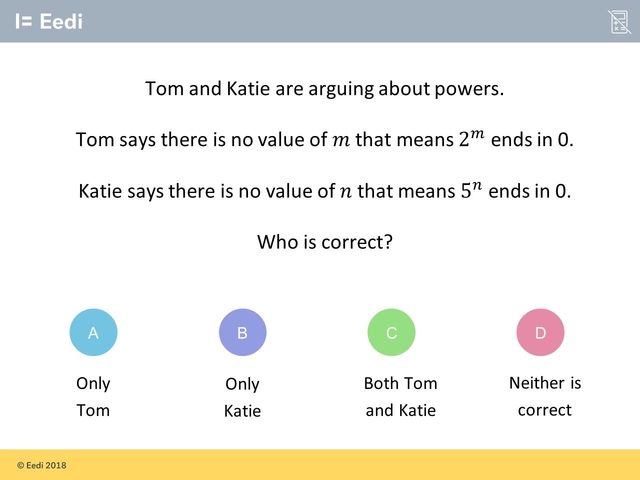 Eedi
Tom and Katie are arguing about powers.
Tom says there is no value of m that means 2^m ends in 0.
Katie says there is no value of n that means 5^n ends in 0.
Who is correct?
A B C D
Only Only Both Tom Neither is
Tom Katie and Katie correct
© Eedi 2018